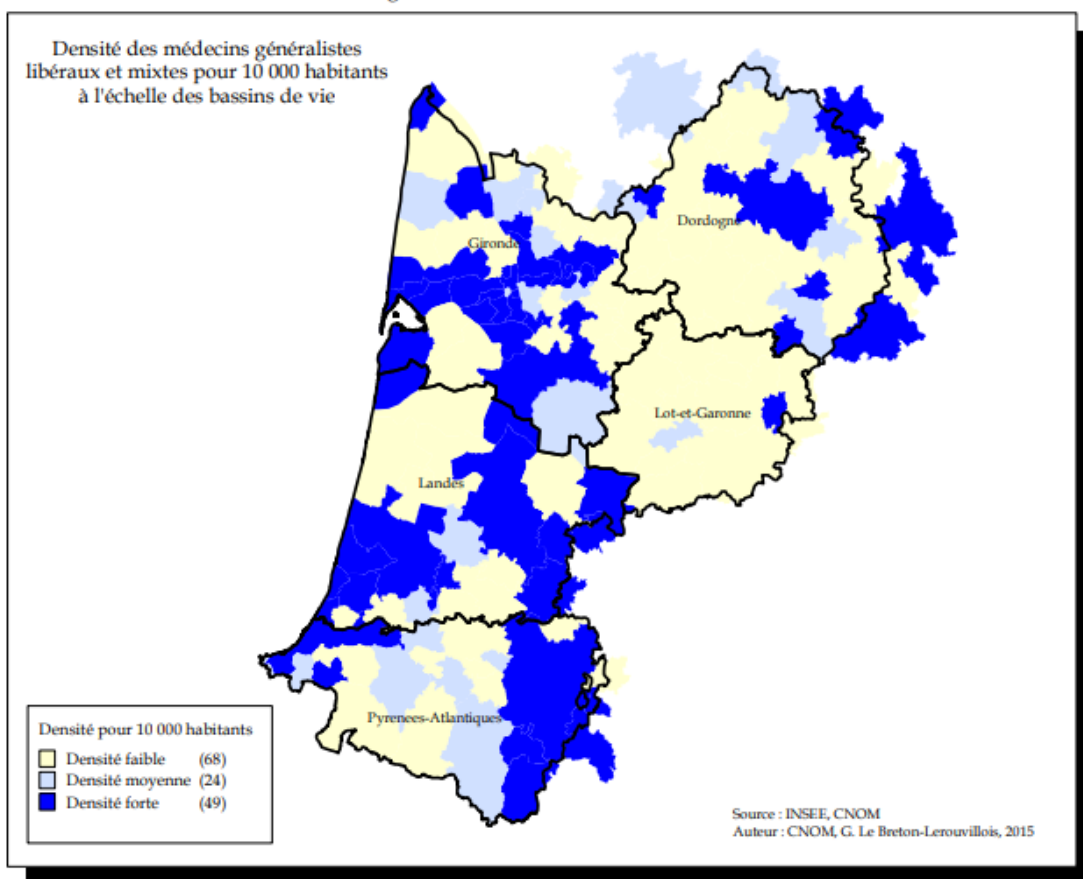 Densité des médecins généralistes
libéraux et mixtes pour 10 000 habitants
à l'échelle des bassins de vie
Dordogne
Gironde
Lot-et-Garonne
Landes
Pyrenees-Atlantiques
Densité pour 10 000 habitants
Densité faible (68)
Densité moyenne (24)
Densité forte (49)
Source : INSEE, CNOM
Auteur : CNOM, G. Le Breton-Lerouvillois, 2015